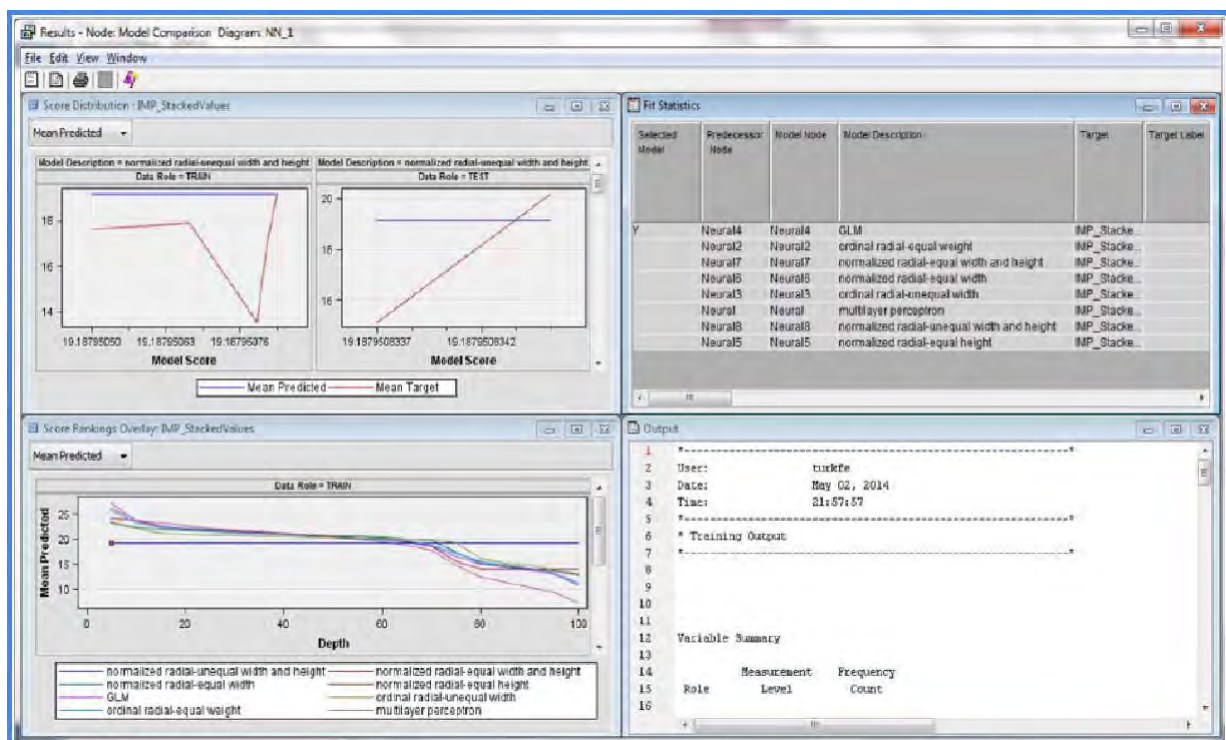 Results - Node: Model Comparison Diagram: NN_1
File Edit View Window
Score Distribution : IMP_StackedValues
Mean Predicted
Model Description = normalized radial-unequal width and height
Data Role = TRAIN
18
16
14
19.18795050 19.18795063 19.18795076
Model Score
Model Description = normalized radial-unequal width and height
Data Role = TEST
20
18
16
19.1879508337 19.1879508342
Model Score
Mean Predicted Mean Target
Fit Statistics
Selected Model Predecessor Node Model Node Model Description Target Target Label
Y Neural4 Neural4 GLM IMP_Stacke...
Neural2 Neural2 ordinal radial-equal weight IMP_Stacke...
Neural7 Neural7 normalized radial-equal width and height IMP_Stacke...
Neural6 Neural6 normalized radial-equal width IMP_Stacke...
Neural3 Neural3 ordinal radial-unequal width IMP_Stacke...
Neural Neural multilayer perceptron IMP_Stacke...
Neural8 Neural8 normalized radial-unequal width and height IMP_Stacke...
Neural5 Neural5 normalized radial-equal height IMP_Stacke...
Score Rankings Overlay: IMP_StackedValues
Mean Predicted
Data Role = TRAIN
Mean Predicted
25
20
15
10
0 20 40 60 80 100
Depth
normalized radial-unequal width and height normalized radial-equal width and height
normalized radial-equal width normalized radial-equal height
GLM ordinal radial-unequal width
ordinal radial-equal weight multilayer perceptron
Output
1 *------------------------------------------------------------*
2 User: turkfe
3 Date: May 02, 2014
4 Time: 21:57:57
5 *------------------------------------------------------------*
6 * Training Output
7 *------------------------------------------------------------*
8
9
10
11
12 Variable Summary
13
14 Measurement Frequency
15 Role Level Count
16